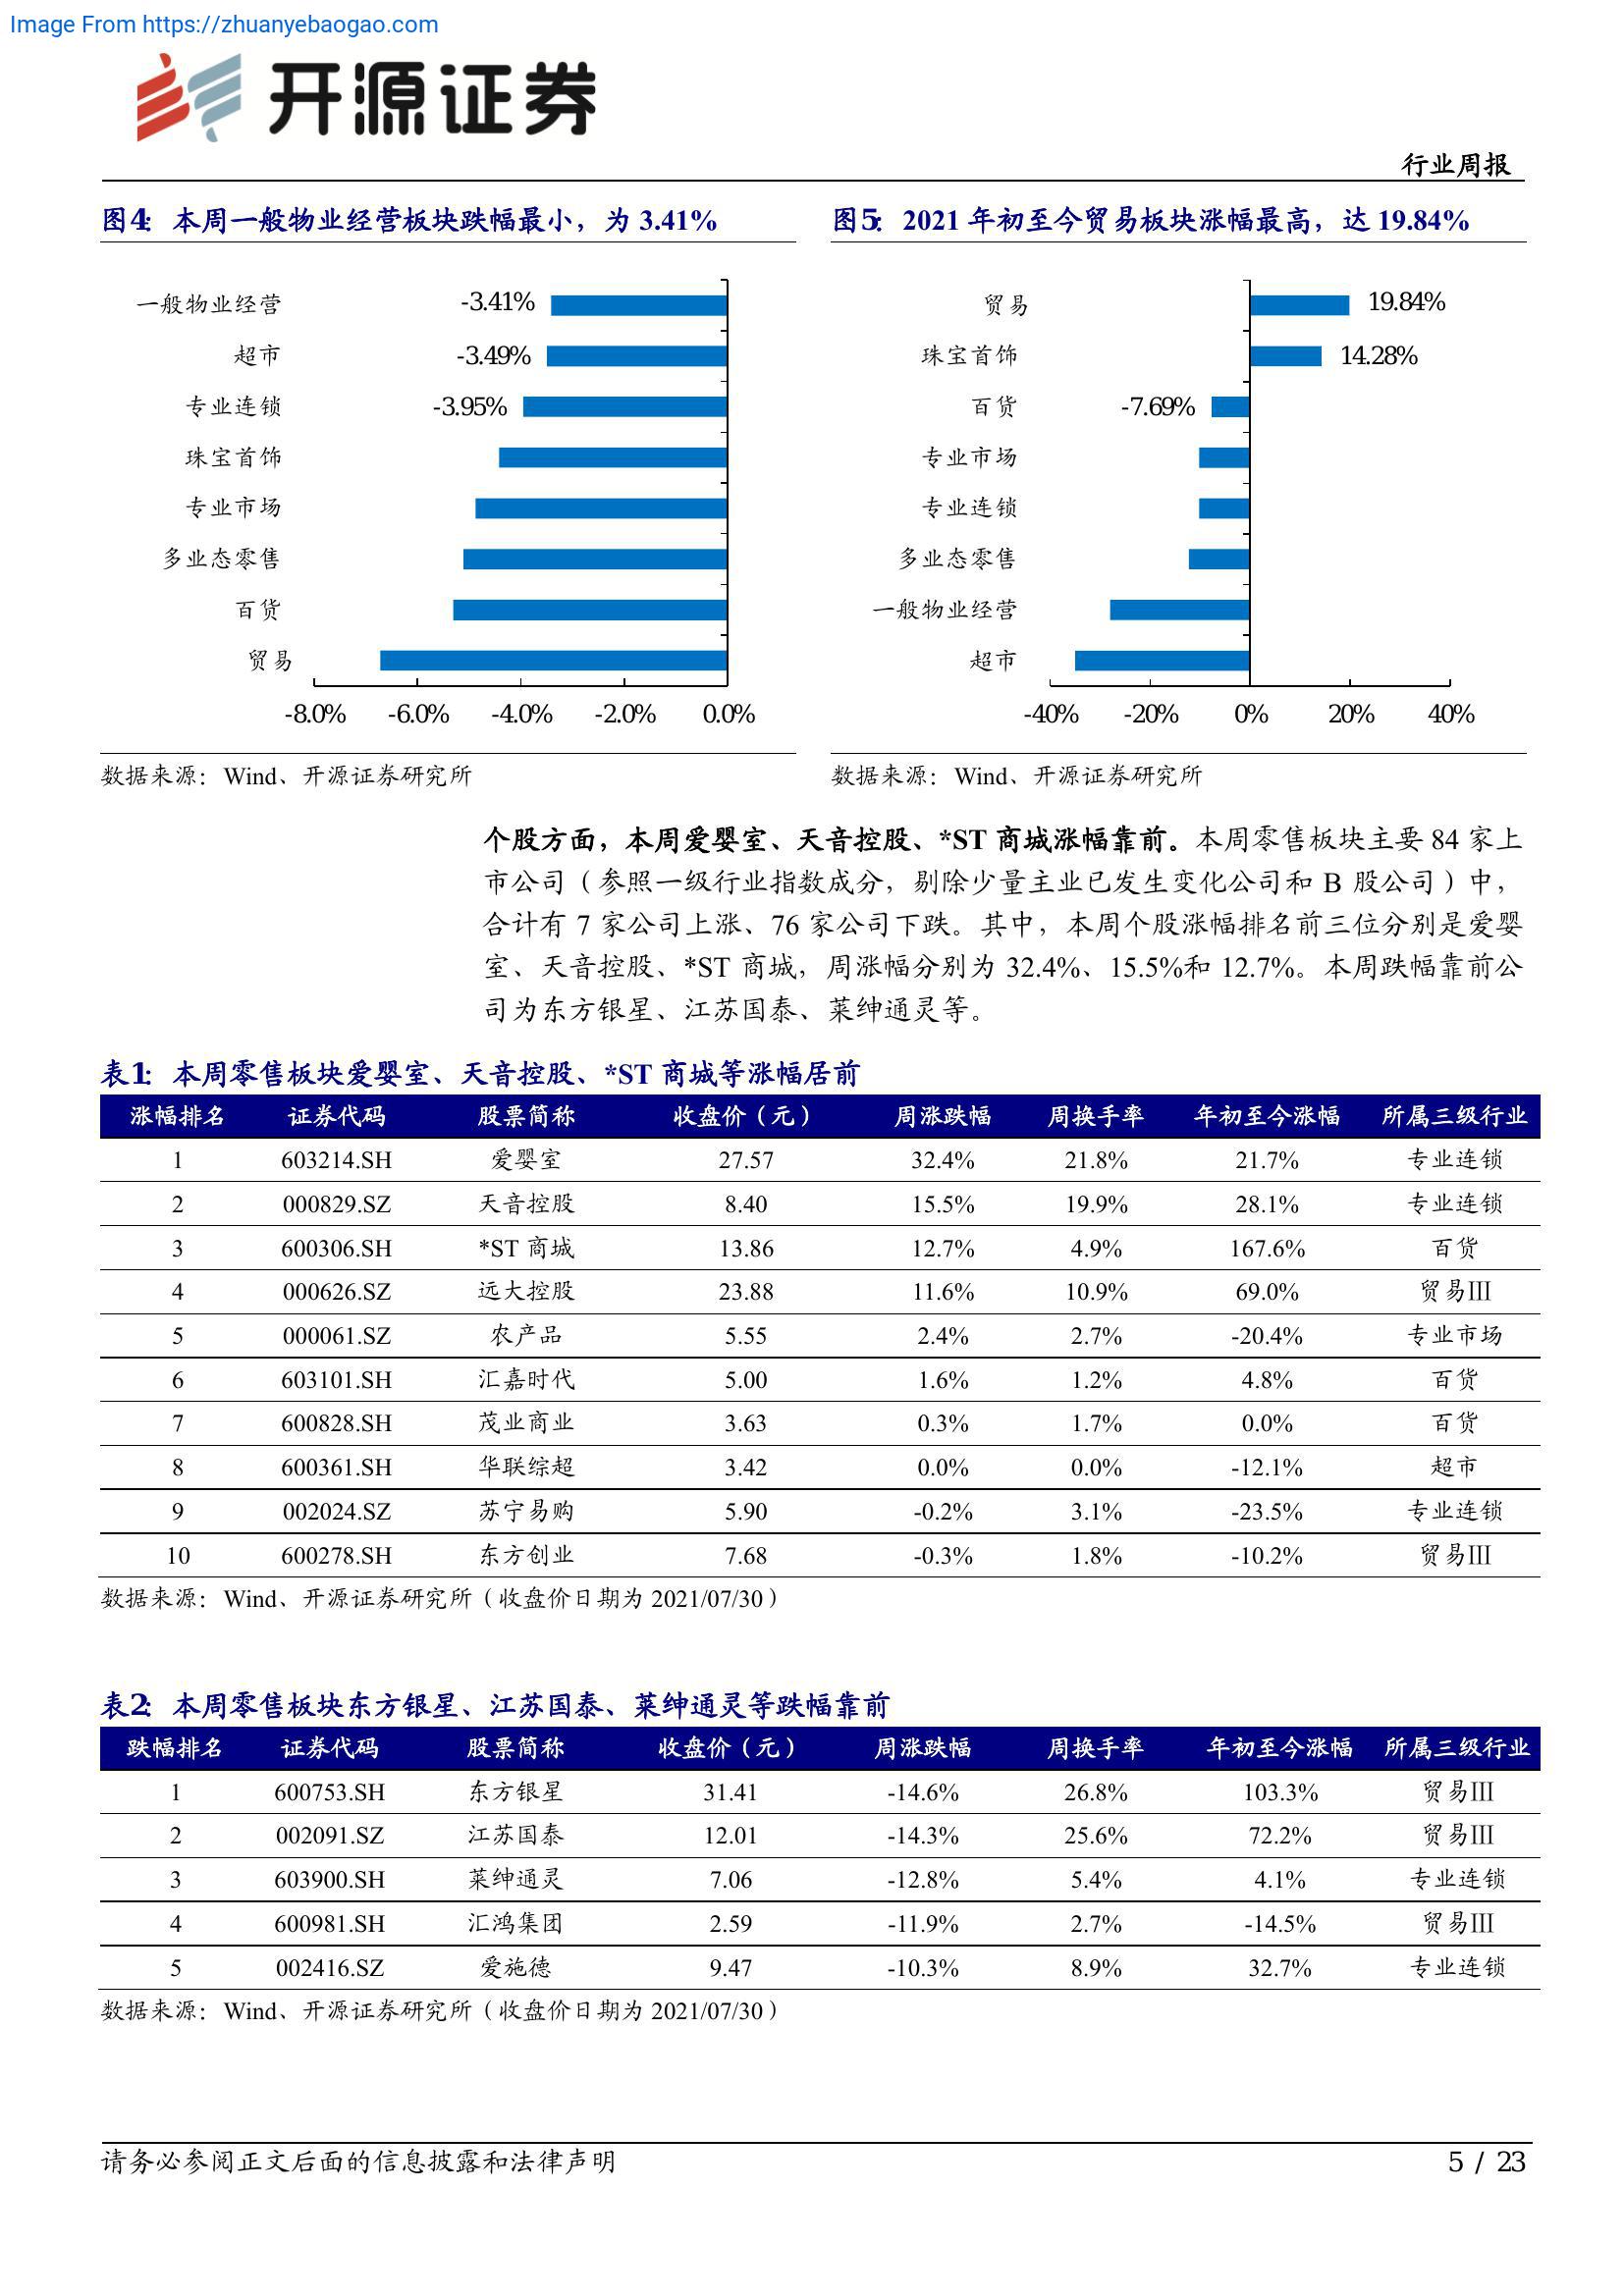 Image From https://zhuanyebaogao.com
开源证券
行业周报
图4： 本周一般物业经营板块跌幅最小，为 3.41%
一般物业经营 -3.41%
超市 -3.49%
专业连锁 -3.95%
珠宝首饰
专业市场
多业态零售
百货
贸易
-8.0% -6.0% -4.0% -2.0% 0.0%
数据来源：Wind、开源证券研究所
图5： 2021 年初至今贸易板块涨幅最高，达 19.84%
贸易 19.84%
珠宝首饰 14.28%
百货 -7.69%
专业市场
专业连锁
多业态零售
一般物业经营
超市
-40% -20% 0% 20% 40%
数据来源：Wind、开源证券研究所
个股方面，本周爱婴室、天音控股、*ST 商城涨幅靠前。本周零售板块主要 84 家上
市公司（参照一级行业指数成分，剔除少量主业已发生变化公司和 B 股公司）中，
合计有 7 家公司上涨、76 家公司下跌。其中，本周个股涨幅排名前三位分别是爱婴
室、天音控股、*ST 商城，周涨幅分别为 32.4%、15.5%和 12.7%。本周跌幅靠前公
司为东方银星、江苏国泰、莱绅通灵等。
表1： 本周零售板块爱婴室、天音控股、*ST 商城等涨幅居前
涨幅排名 证券代码 股票简称 收盘价（元） 周涨跌幅 周换手率 年初至今涨幅 所属三级行业
1 603214.SH 爱婴室 27.57 32.4% 21.8% 21.7% 专业连锁
2 000829.SZ 天音控股 8.40 15.5% 19.9% 28.1% 专业连锁
3 600306.SH *ST 商城 13.86 12.7% 4.9% 167.6% 百货
4 000626.SZ 远大控股 23.88 11.6% 10.9% 69.0% 贸易Ⅲ
5 000061.SZ 农产品 5.55 2.4% 2.7% -20.4% 专业市场
6 603101.SH 汇嘉时代 5.00 1.6% 1.2% 4.8% 百货
7 600828.SH 茂业商业 3.63 0.3% 1.7% 0.0% 百货
8 600361.SH 华联综超 3.42 0.0% 0.0% -12.1% 超市
9 002024.SZ 苏宁易购 5.90 -0.2% 3.1% -23.5% 专业连锁
10 600278.SH 东方创业 7.68 -0.3% 1.8% -10.2% 贸易Ⅲ
数据来源：Wind、开源证券研究所（收盘价日期为 2021/07/30）
表2： 本周零售板块东方银星、江苏国泰、莱绅通灵等跌幅靠前
跌幅排名 证券代码 股票简称 收盘价（元） 周涨跌幅 周换手率 年初至今涨幅 所属三级行业
1 600753.SH 东方银星 31.41 -14.6% 26.8% 103.3% 贸易Ⅲ
2 002091.SZ 江苏国泰 12.01 -14.3% 25.6% 72.2% 贸易Ⅲ
3 603900.SH 莱绅通灵 7.06 -12.8% 5.4% 4.1% 专业连锁
4 600981.SH 汇鸿集团 2.59 -11.9% 2.7% -14.5% 贸易Ⅲ
5 002416.SZ 爱施德 9.47 -10.3% 8.9% 32.7% 专业连锁
数据来源：Wind、开源证券研究所（收盘价日期为 2021/07/30）
请务必参阅正文后面的信息披露和法律声明
5 / 23